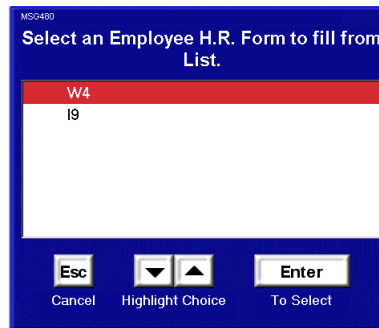 MSG480
Select an Employee H.R. Form to fill from
List.
W4
I9
Esc
Enter
Cancel
Highlight Choice
To Select